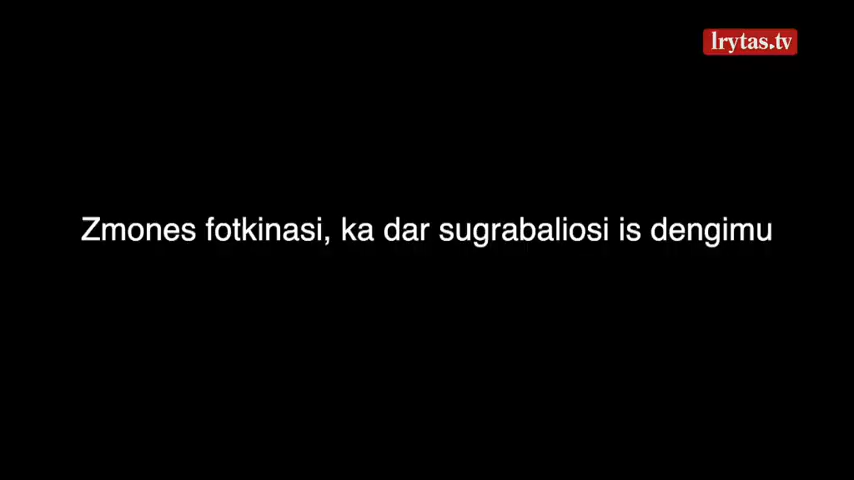 lrytas.tv
Zmones fotkinasi, ka dar sugrabaliosi is dengimu